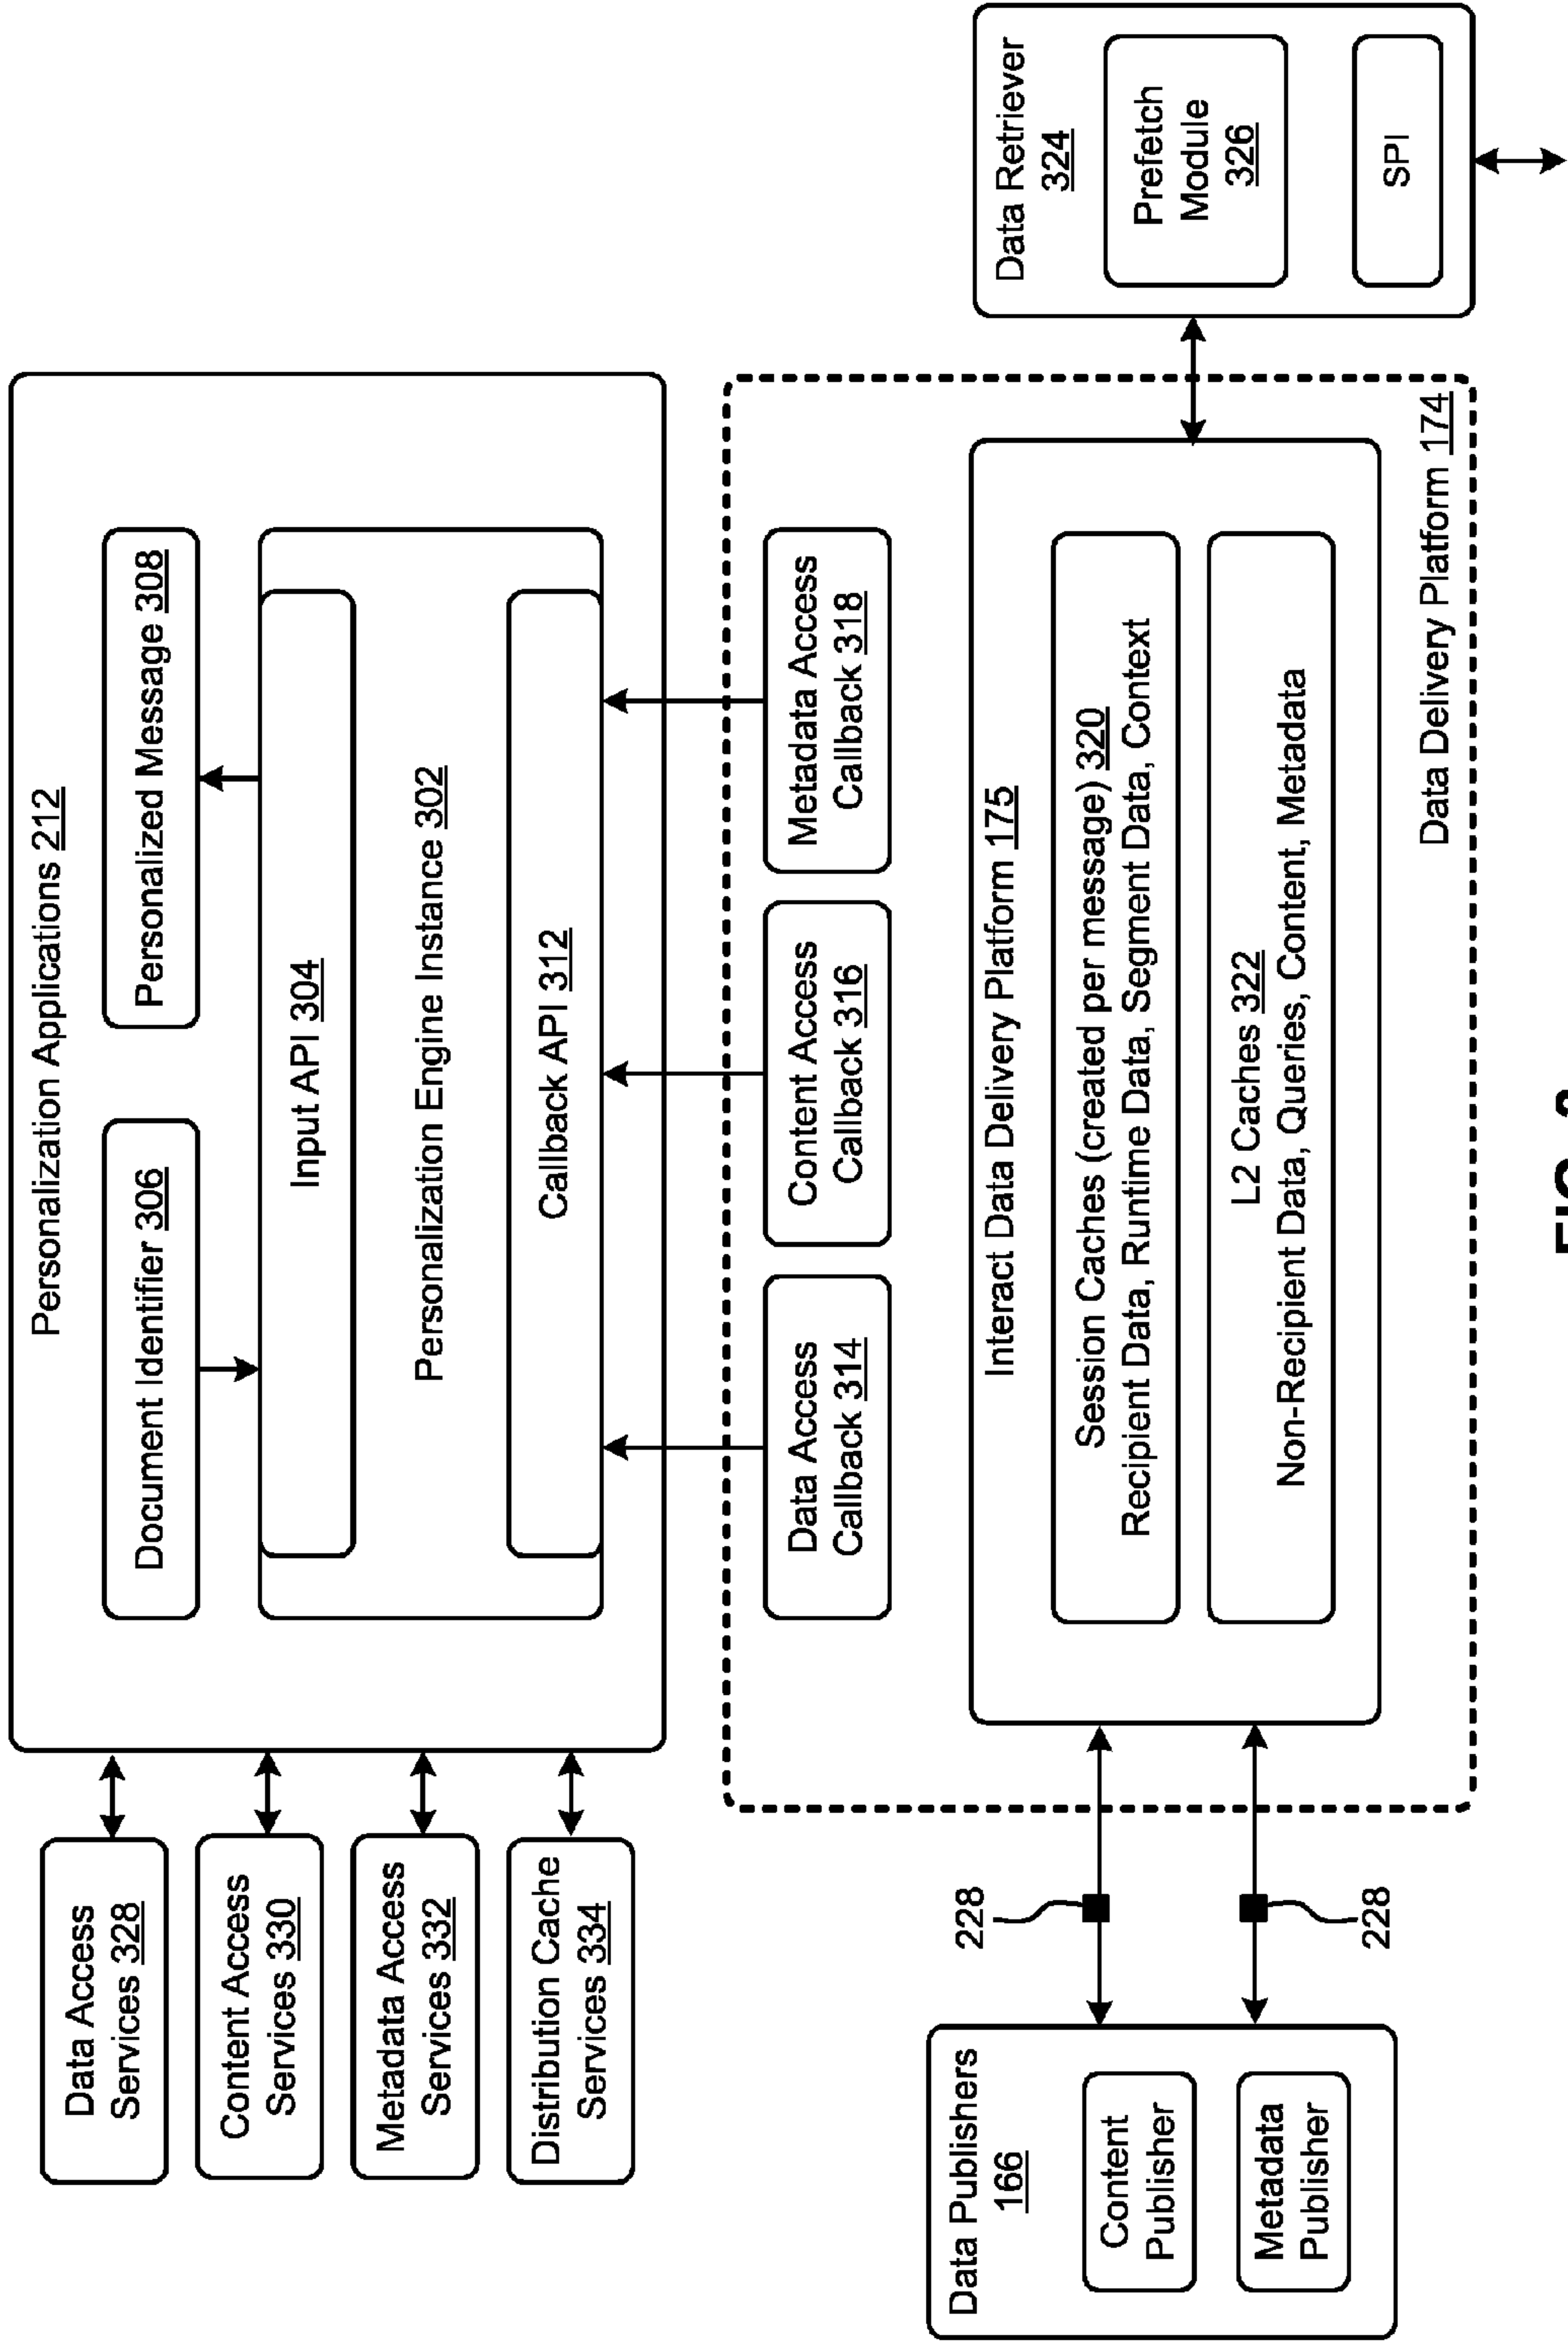 Data Access
Services 328
Content Access
Services 330
Metadata Access
Services 332
Distribution Cache
Services 334
Personalization Applications 212
Document Identifier 306
Personalized Message 308
Input API 304
Personalization Engine Instance 302
Callback API 312
Data Access
Callback 314
Content Access
Callback 316
Metadata Access
Callback 318
Data Publishers
166
Content
Publisher
Metadata
Publisher
228
228
Interact Data Delivery Platform 175
Session Caches (created per message) 320
Recipient Data, Runtime Data, Segment Data, Context
L2 Caches 322
Non-Recipient Data, Queries, Content, Metadata
Data Delivery Platform 174
Data Retriever
324
Prefetch
Module
326
SPI
FIG.